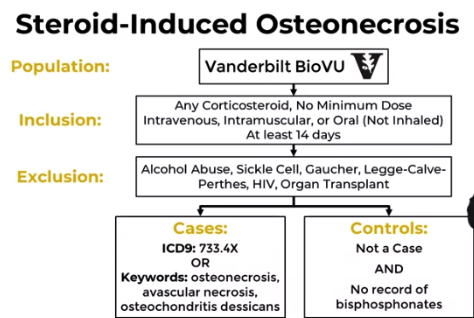 Steroid-Induced Osteonecrosis
Population:
Vanderbilt BioVU
Inclusion:
Any Corticosteroid, No Minimum Dose
Intravenous, Intramuscular, or Oral (Not Inhaled)
At least 14 days
Exclusion:
Alcohol Abuse, Sickle Cell, Gaucher, Legge-Calve-
Perthes, HIV, Organ Transplant
Cases:
ICD9: 733.4X
OR
Keywords: osteonecrosis,
avascular necrosis,
osteochondritis dessicans
Controls:
Not a Case
AND
No record of
bisphosphonates